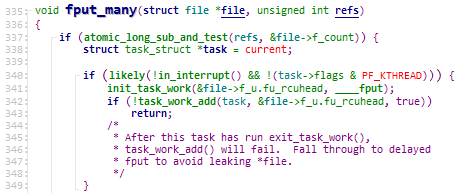 335: void fput_many(struct file *file, unsigned int refs)
336: {
337:     if (atomic_long_sub_and_test(refs, &file->f_count)) {
338:         struct task_struct *task = current;
339:
340:         if (likely(!in_interrupt() && !(task->flags & PF_KTHREAD))) {
341:             init_task_work(&file->f_u.fu_rcuhead, ____fput);
342:             if (!task_work_add(task, &file->f_u.fu_rcuhead, true))
343:                 return;
344:             /*
345:              * After this task has run exit_task_work(),
346:              * task_work_add() will fail.  Fall through to delayed
347:              * fput to avoid leaking *file.
348:              */
349:         }